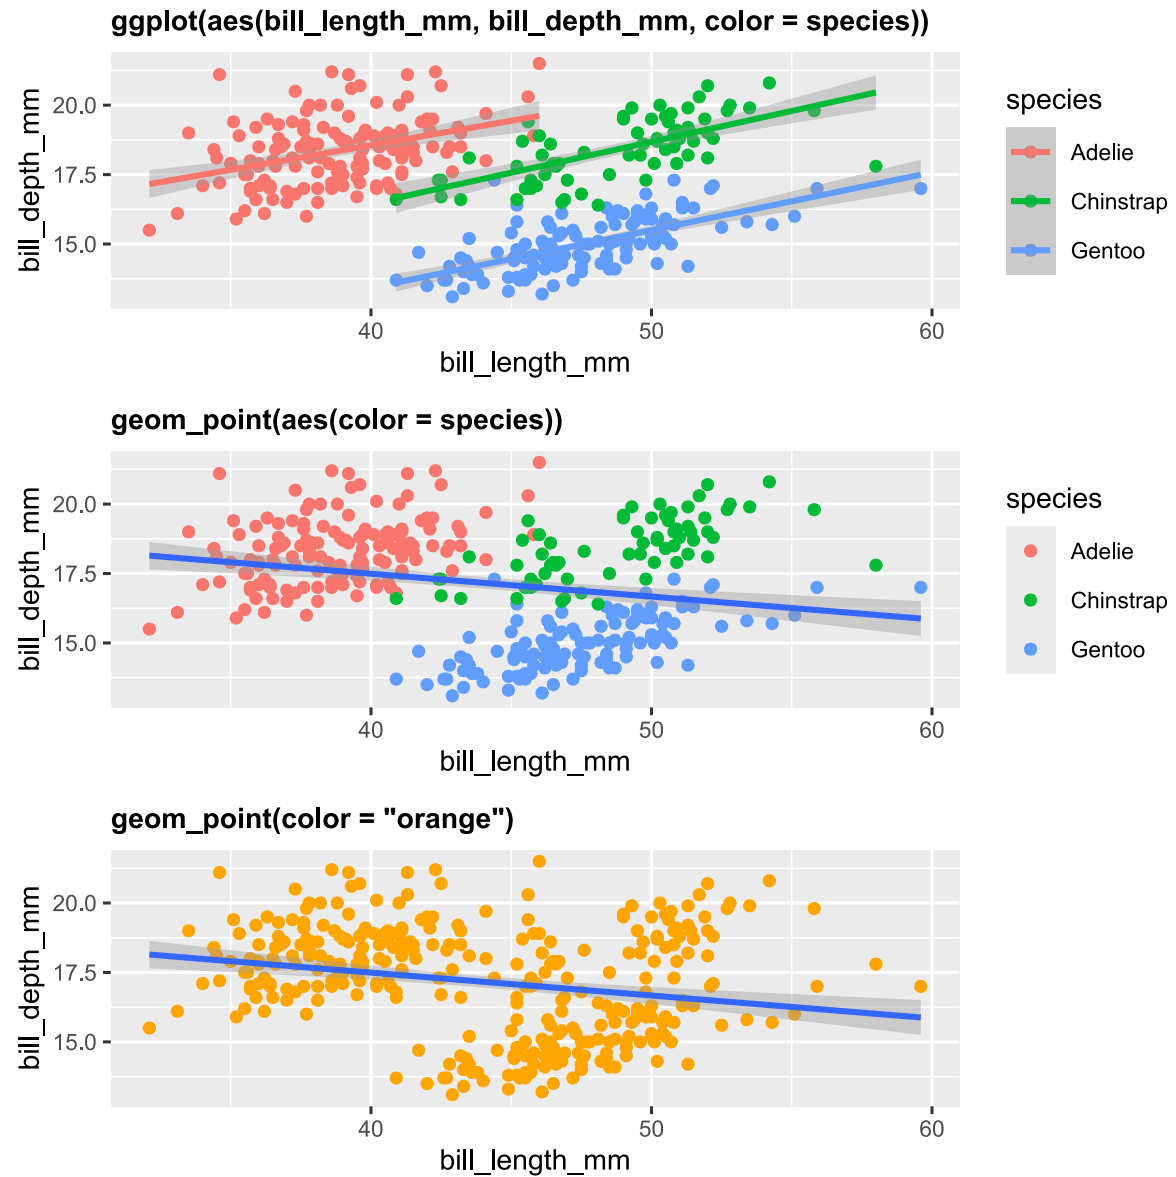 ggplot(aes(bill_length_mm, bill_depth_mm, color = species))
bill_depth_mm
20.0
17.5
15.0
40
50
60
bill_length_mm
species
Adelie
Chinstrap
Gentoo
geom_point(aes(color = species))
bill_depth_mm
20.0
17.5
15.0
40
50
60
bill_length_mm
species
Adelie
Chinstrap
Gentoo
geom_point(color = "orange")
bill_depth_mm
20.0
17.5
15.0
40
50
60
bill_length_mm